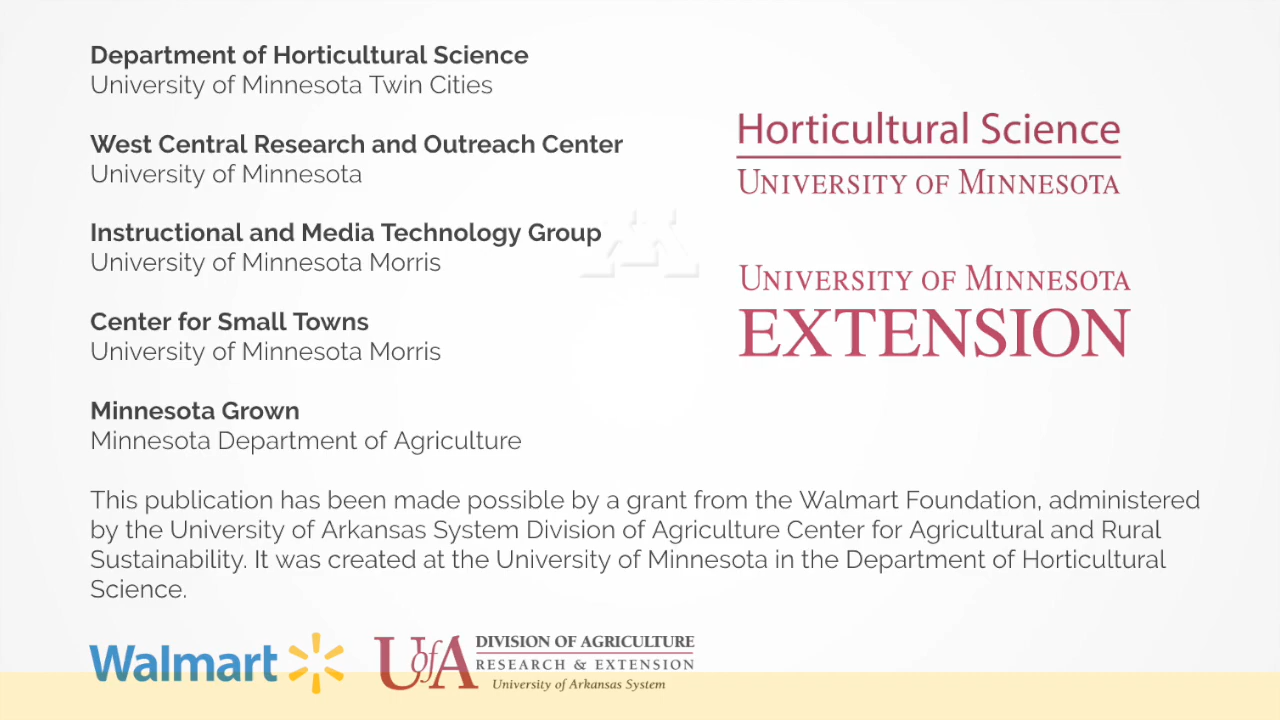 Department of Horticultural Science
University of Minnesota Twin Cities
West Central Research and Outreach Center
University of Minnesota
Instructional and Media Technology Group
University of Minnesota Morris
Center for Small Towns
University of Minnesota Morris
Minnesota Grown
Minnesota Department of Agriculture
Horticultural Science
UNIVERSITY OF MINNESOTA
UNIVERSITY OF MINNESOTA
EXTENSION
This publication has been made possible by a grant from the Walmart Foundation, administered
by the University of Arkansas System Division of Agriculture Center for Agricultural and Rural
Sustainability. It was created at the University of Minnesota in the Department of Horticultural
Science.
Walmart
UofA
DIVISION OF AGRICULTURE
RESEARCH & EXTENSION
University of Arkansas System